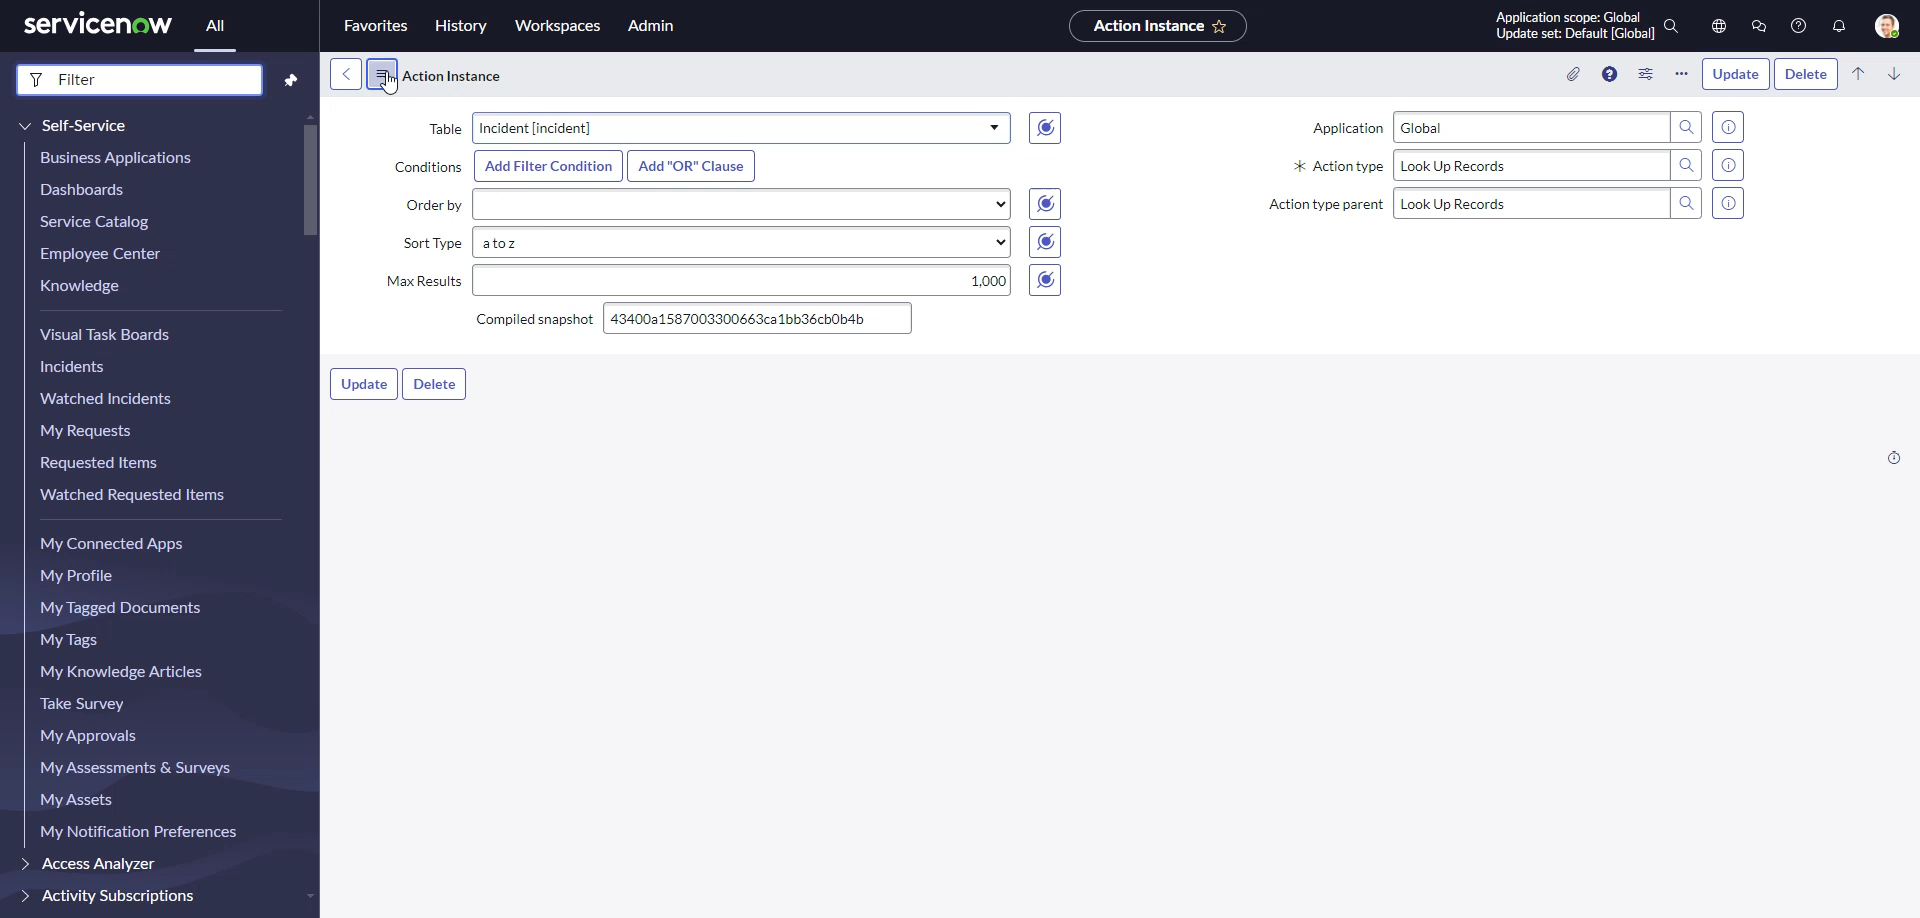 servicenow
All
Favorites
History
Workspaces
Admin
Action Instance
Application scope: Global
Update set: Default [Global]
Filter
Self-Service
Business Applications
Dashboards
Service Catalog
Employee Center
Knowledge
Visual Task Boards
Incidents
Watched Incidents
My Requests
Requested Items
Watched Requested Items
My Connected Apps
My Profile
My Tagged Documents
My Tags
My Knowledge Articles
Take Survey
My Approvals
My Assessments & Surveys
My Assets
My Notification Preferences
Access Analyzer
Activity Subscriptions
Action Instance
Update
Delete
Table
Incident [incident]
Conditions
Add Filter Condition
Add "OR" Clause
Order by
Sort Type
a to z
Max Results
1,000
Compiled snapshot
43400a1587003300663ca1bb36cb0b4b
Application
Global
Action type
Look Up Records
Action type parent
Look Up Records
Update
Delete